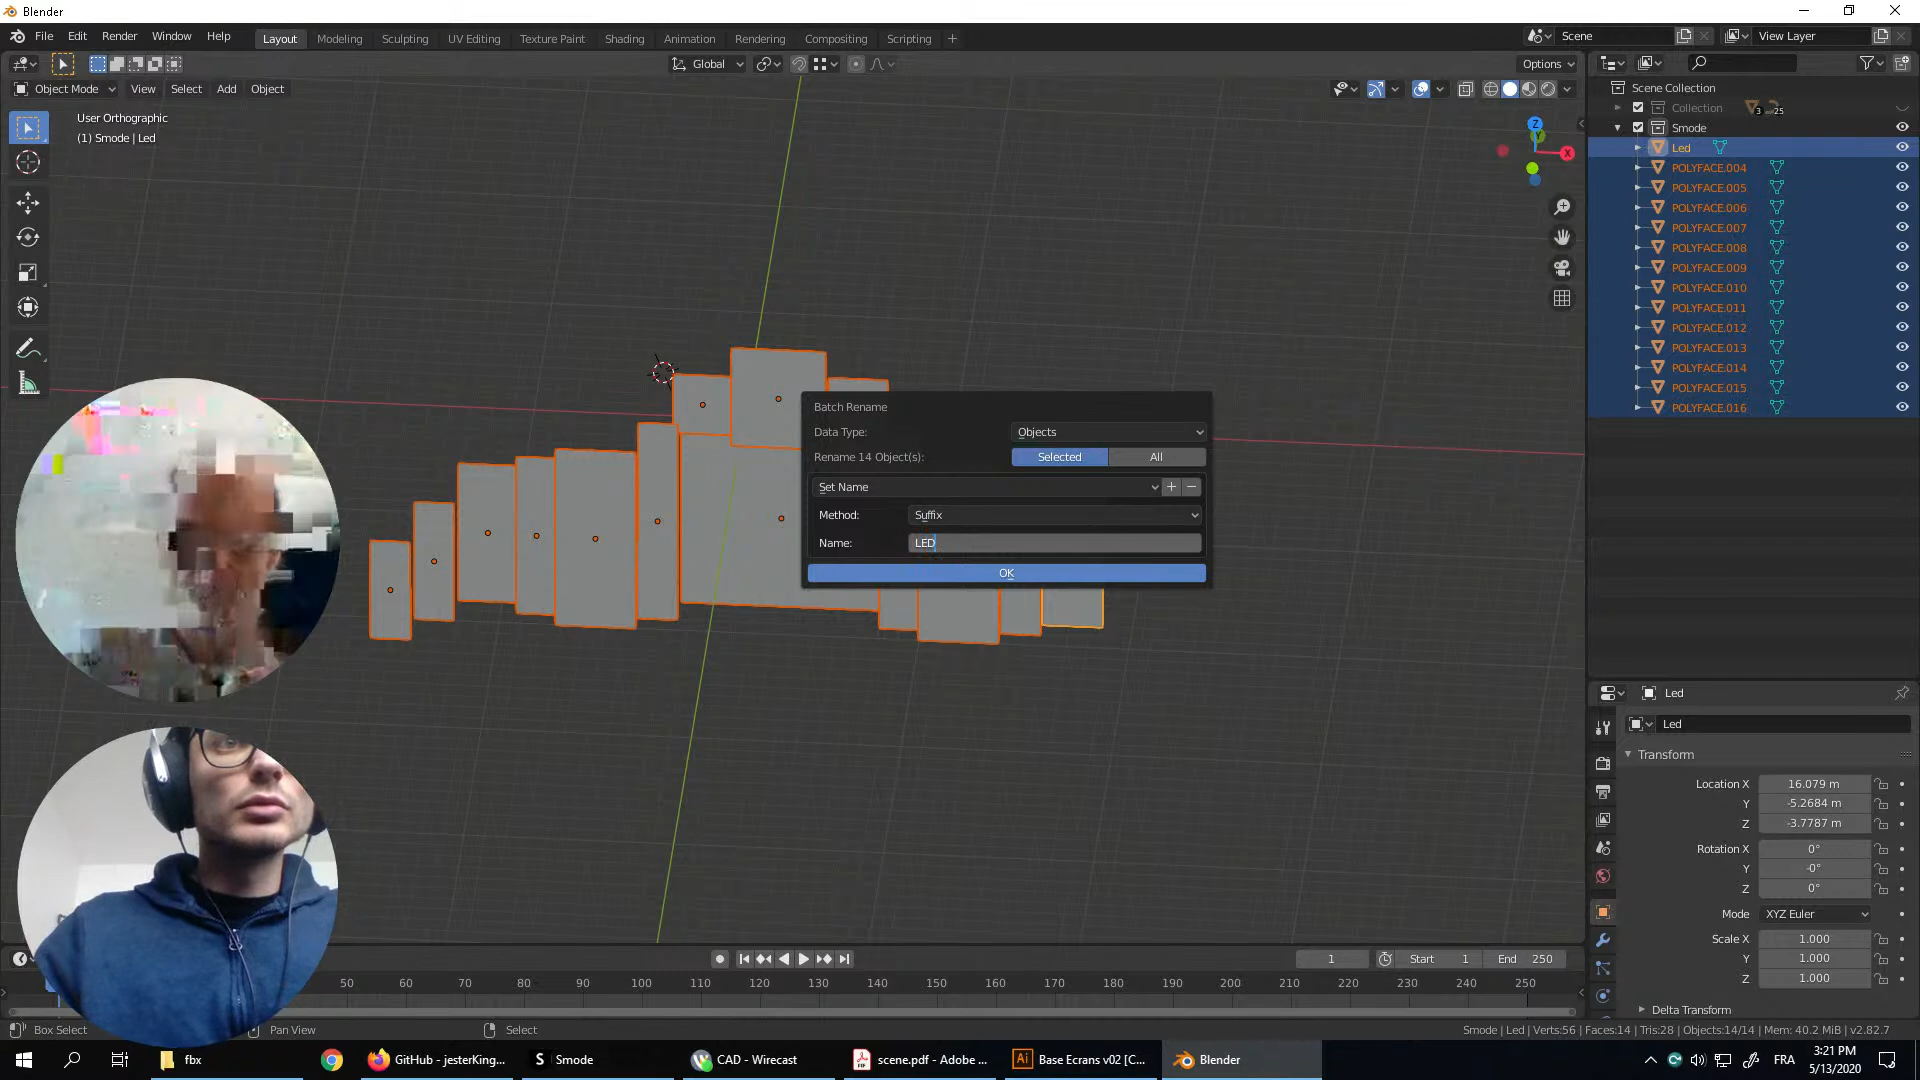 Blender
File Edit Render Window Help Layout Modeling Sculpting UV Editing Texture Paint Shading Animation Rendering Compositing Scripting + Scene View Layer
Global Options
Object Mode View Select Add Object
User Orthographic
(1) Smode | Led
Z
X
Scene Collection
Collection 3 25
Smode
Led
POLYFACE.004
POLYFACE.005
POLYFACE.006
POLYFACE.007
POLYFACE.008
POLYFACE.009
POLYFACE.010
POLYFACE.011
POLYFACE.012
POLYFACE.013
POLYFACE.014
POLYFACE.015
POLYFACE.016
Batch Rename
Data Type: Objects
Rename 14 Object(s): Selected All
Set Name
Method: Suffix
Name: LED
OK
Led
Led
Transform
Location X 16.079 m
Y -5.2684 m
Z -3.7787 m
Rotation X 0°
Y -0°
Z 0°
Mode XYZ Euler
Scale X 1.000
Y 1.000
Z 1.000
Delta Transform
1 Start 1 End 250
50 60 70 80 90 100 110 120 130 140 150 160 170 180 190 200 210 220 230 240 250
Box Select Pan View Select Smode | Led | Verts:56 | Faces:14 | Tris:28 | Objects:14/14 | Mem: 40.2 MiB | v2.82.7
fbx GitHub - jesterKing... Smode CAD - Wirecast scene.pdf - Adobe ... Base Ecrans v02 [C... Blender FRA 3:21 PM
5/13/2020